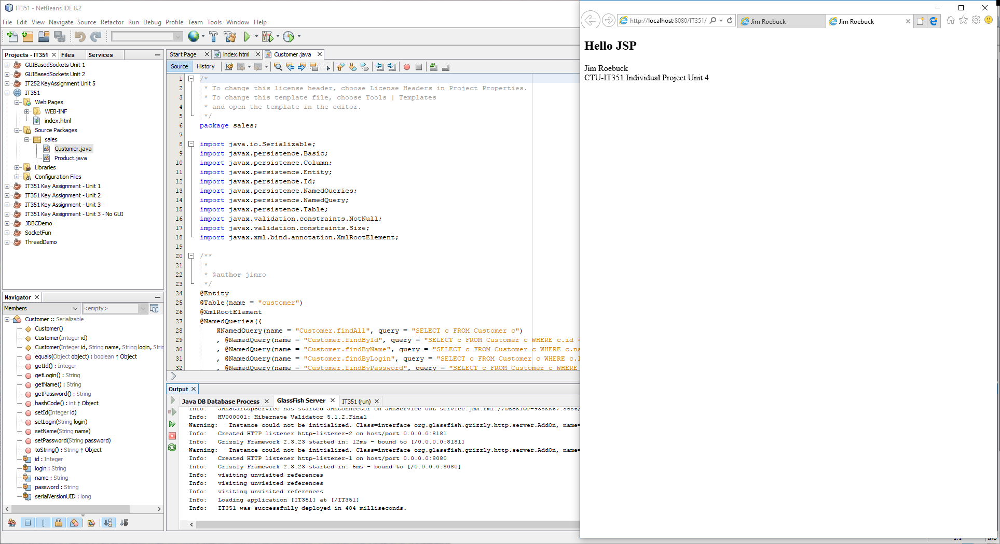 IT351 - NetBeans IDE 8.2
File Edit View Navigate Source Refactor Run Debug Profile Team Tools Window Help
Projects - IT351 Files Services
GUIBasedSockets Unit 1
GUIBasedSockets Unit 2
IT252 KeyAssignment Unit 5
IT351
Web Pages
WEB-INF
index.html
Source Packages
sales
Customer.java
Product.java
Libraries
Configuration Files
IT351 Key Assignment - Unit 1
IT351 Key Assignment - Unit 2
IT351 Key Assignment - Unit 3
IT351 Key Assignment - Unit 3 - No GUI
JDBCDemo
SocketFun
ThreadDemo
Navigator
Members <empty>
Customer :: Serializable
Customer()
Customer(Integer id)
Customer(Integer id, String name, String login, Strir
equals(Object object) : boolean ↑ Object
getId() : Integer
getLogin() : String
getName() : String
getPassword() : String
hashCode() : int ↑ Object
setId(Integer id)
setLogin(String login)
setName(String name)
setPassword(String password)
toString() : String ↑ Object
id : Integer
login : String
name : String
password : String
serialVersionUID : long
Start Page index.html Customer.java
Source History
1 /*
2 * To change this license header, choose License Headers in Project Properties.
3 * To change this template file, choose Tools | Templates
4 * and open the template in the editor.
5 */
6 package sales;
7
8 import java.io.Serializable;
9 import javax.persistence.Basic;
10 import javax.persistence.Column;
11 import javax.persistence.Entity;
12 import javax.persistence.Id;
13 import javax.persistence.NamedQueries;
14 import javax.persistence.NamedQuery;
15 import javax.persistence.Table;
16 import javax.validation.constraints.NotNull;
17 import javax.validation.constraints.Size;
18 import javax.xml.bind.annotation.XmlRootElement;
19
20 /**
21 *
22 * @author jimro
23 */
24 @Entity
25 @Table(name = "customer")
26 @XmlRootElement
27 @NamedQueries({
28 @NamedQuery(name = "Customer.findAll", query = "SELECT c FROM Customer c")
29 , @NamedQuery(name = "Customer.findById", query = "SELECT c FROM Customer c WHERE c.id =
30 , @NamedQuery(name = "Customer.findByName", query = "SELECT c FROM Customer c WHERE c.na
31 , @NamedQuery(name = "Customer.findByLogin", query = "SELECT c FROM Customer c WHERE c.l
32 , @NamedQuery(name = "Customer.findByPassword", query = "SELECT c FROM Customer c WHERE
Output
Java DB Database Process GlassFish Server IT351 (run)
Info: JMXStartupService has started JMXConnector on JMXService URL service:jmx:rmi://DESKTOP-938KK67:8686/
Info: HV000001: Hibernate Validator 5.1.2.Final
Warning: Instance could not be initialized. Class=interface org.glassfish.grizzly.http.server.AddOn, name=
Info: Created HTTP listener http-listener-2 on host/port 0.0.0.0:8181
Info: Grizzly Framework 2.3.23 started in: 12ms - bound to [/0.0.0.0:8181]
Warning: Instance could not be initialized. Class=interface org.glassfish.grizzly.http.server.AddOn, name=
Info: Created HTTP listener http-listener-1 on host/port 0.0.0.0:8080
Info: Grizzly Framework 2.3.23 started in: 5ms - bound to [/0.0.0.0:8080]
Info: visiting unvisited references
Info: visiting unvisited references
Info: visiting unvisited references
Info: Loading application [IT351] at [/IT351]
Info: IT351 was successfully deployed in 484 milliseconds.
http://localhost:8080/IT351/ Jim Roebuck Jim Roebuck
Hello JSP
Jim Roebuck
CTU-IT351 Individual Project Unit 4